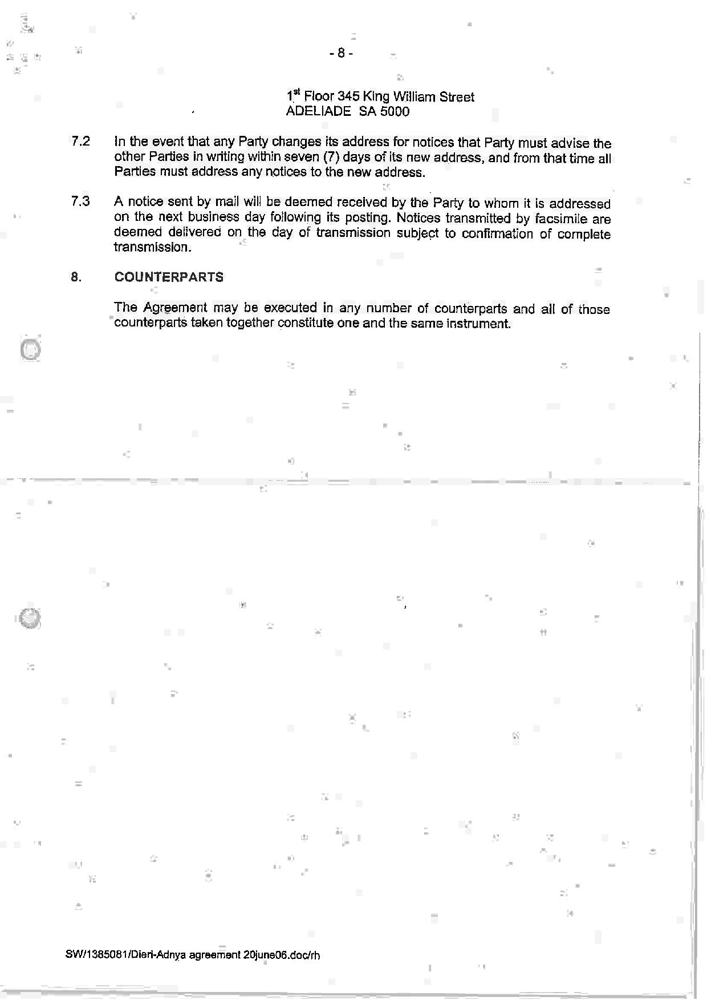 - 8 -
1st Floor 345 King William Street
ADELIADE SA 5000
7.2 In the event that any Party changes its address for notices that Party must advise the
other Parties in writing within seven (7) days of its new address, and from that time all
Parties must address any notices to the new address.
7.3 A notice sent by mail will be deemed received by the Party to whom it is addressed
on the next business day following its posting. Notices transmitted by facsimile are
deemed delivered on the day of transmission subject to confirmation of complete
transmission.
8. COUNTERPARTS
The Agreement may be executed in any number of counterparts and all of those
counterparts taken together constitute one and the same instrument.
SW/1385081/Dieri-Adnya agreement 20june06.doc/rh